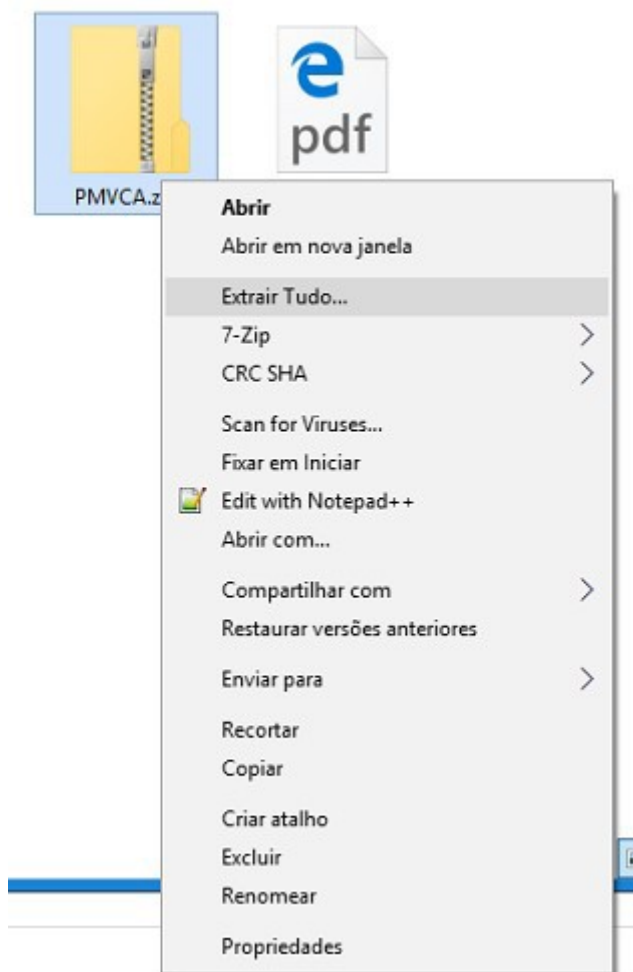 pdf
PMVCA.z
Abrir
Abrir em nova janela
Extrair Tudo...
7-Zip
CRC SHA
Scan for Viruses...
Fixar em Iniciar
Edit with Notepad++
Abrir com...
Compartilhar com
Restaurar versões anteriores
Enviar para
Recortar
Copiar
Criar atalho
Excluir
Renomear
Propriedades